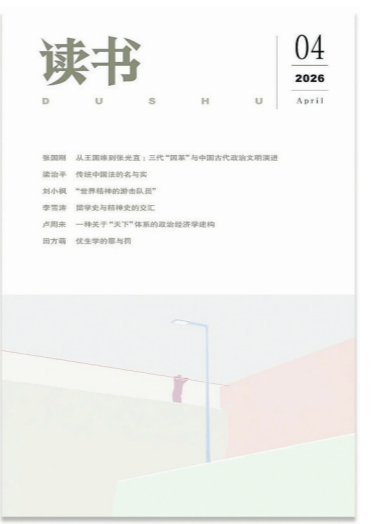 读书
DUSHU
04
2026
April
张国刚 从王国维到张光直:三代“因革”与中国古代政治文明演进
梁治平 传统中国法的名与实
刘小枫 “世界精神的游击队员”
李雪涛 留学史与精神史的交汇
卢周来 一种关于“天下”体系的政治经济学建构
田方萌 优生学的罪与罚